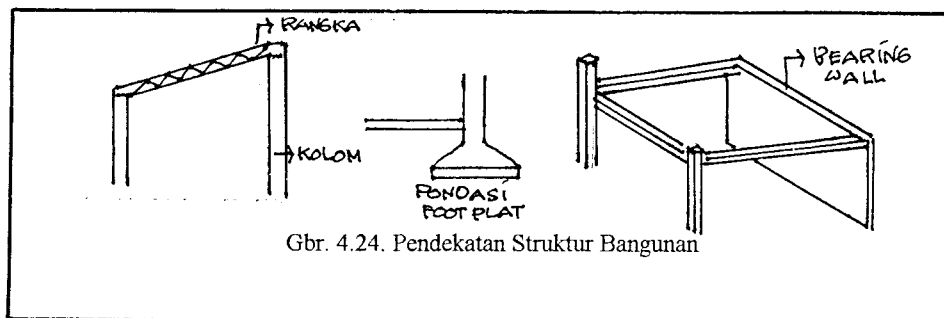 RANGKA
KOLOM
PONDASI
FOOT PLAT
BEARING
WALL
Gbr. 4.24. Pendekatan Struktur Bangunan